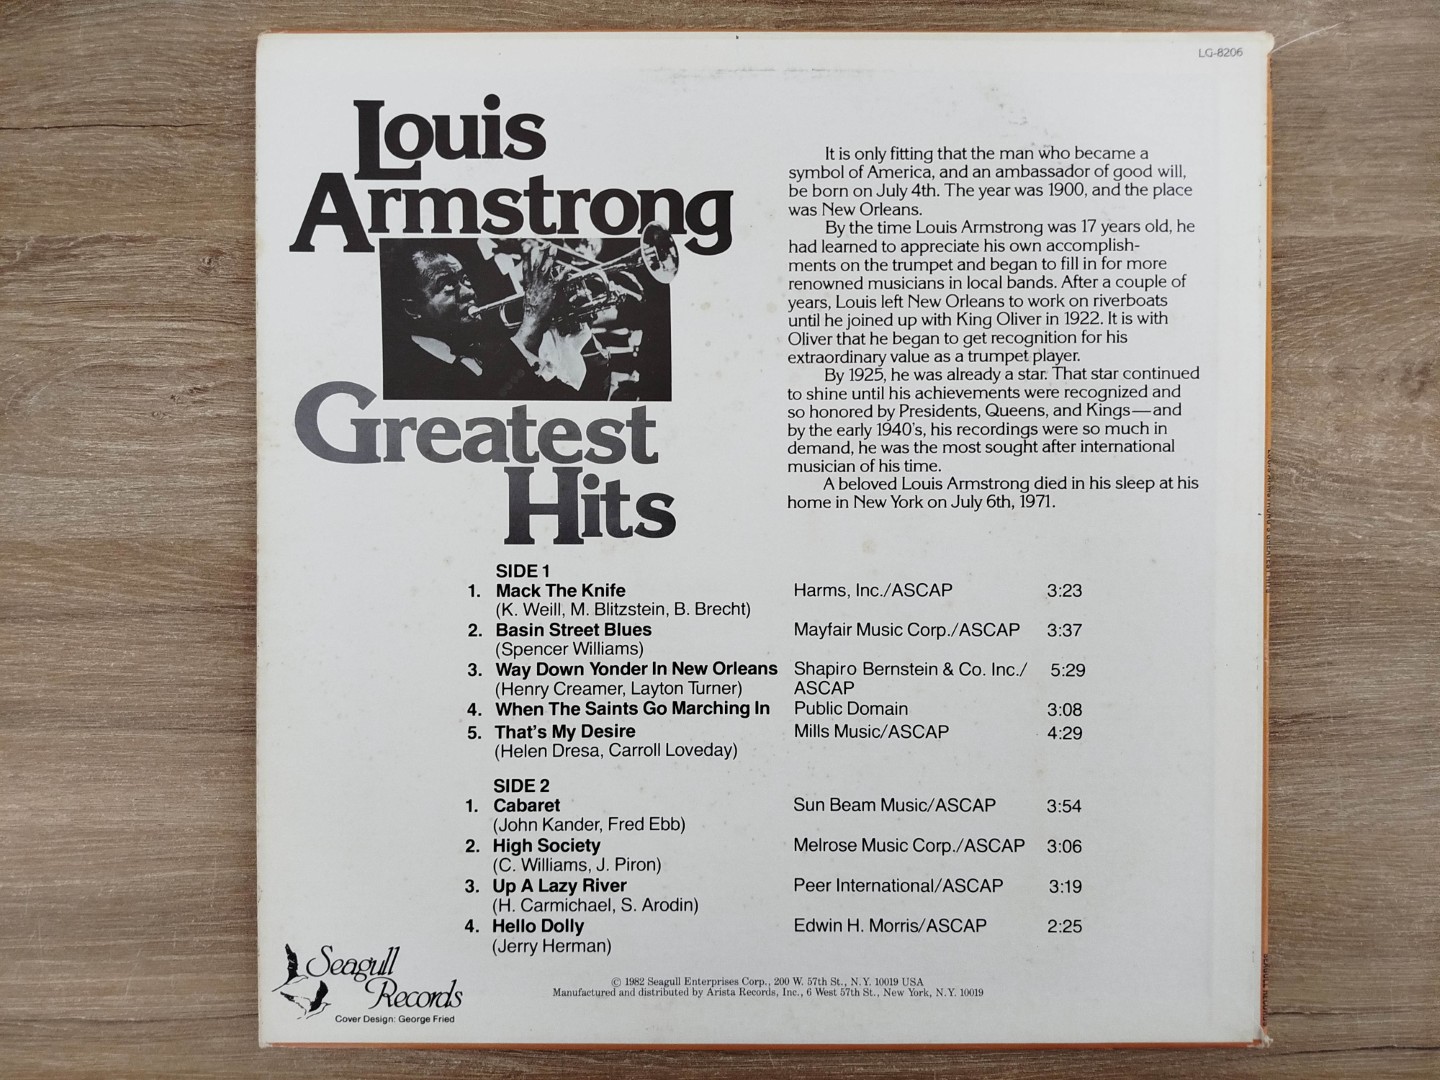 LG-8206
Louis
Armstrong
Greatest
Hits
It is only fitting that the man who became a
symbol of America, and an ambassador of good will,
be born on July 4th. The year was 1900, and the place
was New Orleans.
By the time Louis Armstrong was 17 years old, he
had learned to appreciate his own accomplish-
ments on the trumpet and began to fill in for more
renowned musicians in local bands. After a couple of
years, Louis left New Orleans to work on riverboats
until he joined up with King Oliver in 1922. It is with
Oliver that he began to get recognition for his
extraordinary value as a trumpet player.
By 1925, he was already a star. That star continued
to shine until his achievements were recognized and
so honored by Presidents, Queens, and Kings—and
by the early 1940's, his recordings were so much in
demand, he was the most sought after international
musician of his time.
A beloved Louis Armstrong died in his sleep at his
home in New York on July 6th, 1971.
SIDE 1
1. Mack The Knife Harms, Inc./ASCAP 3:23
(K. Weill, M. Blitzstein, B. Brecht)
2. Basin Street Blues Mayfair Music Corp./ASCAP 3:37
(Spencer Williams)
3. Way Down Yonder In New Orleans Shapiro Bernstein & Co. Inc./ 5:29
(Henry Creamer, Layton Turner) ASCAP
4. When The Saints Go Marching In Public Domain 3:08
5. That's My Desire Mills Music/ASCAP 4:29
(Helen Dresa, Carroll Loveday)
SIDE 2
1. Cabaret Sun Beam Music/ASCAP 3:54
(John Kander, Fred Ebb)
2. High Society Melrose Music Corp./ASCAP 3:06
(C. Williams, J. Piron)
3. Up A Lazy River Peer International/ASCAP 3:19
(H. Carmichael, S. Arodin)
4. Hello Dolly Edwin H. Morris/ASCAP 2:25
(Jerry Herman)
Seagull
Records
Cover Design: George Fried
© 1982 Seagull Enterprises Corp., 200 W. 57th St., N.Y. 10019 USA
Manufactured and distributed by Arista Records, Inc., 6 West 57th St., New York, N.Y. 10019